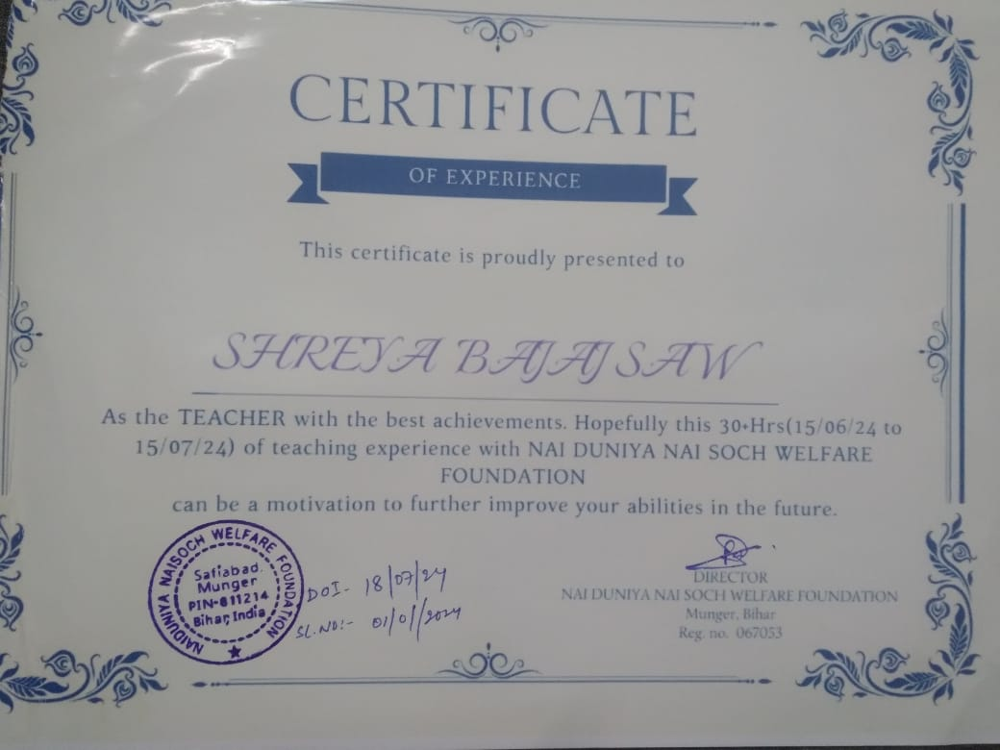 CERTIFICATE
OF EXPERIENCE
This certificate is proudly presented to
SHREYA BAJAJ SAW
As the TEACHER with the best achievements. Hopefully this 30+Hrs(15/06/24 to
15/07/24) of teaching experience with NAI DUNIYA NAI SOCH WELFARE
FOUNDATION
can be a motivation to further improve your abilities in the future.
NAIDUNIYA NAISOCH WELFARE FOUNDATION
Safiabad
Munger
PIN-811214
Bihar, India
DOI- 18/07/24
SL.NO:- 01/01/2024
DIRECTOR
NAI DUNIYA NAI SOCH WELFARE FOUNDATION
Munger, Bihar
Reg. no. 067053